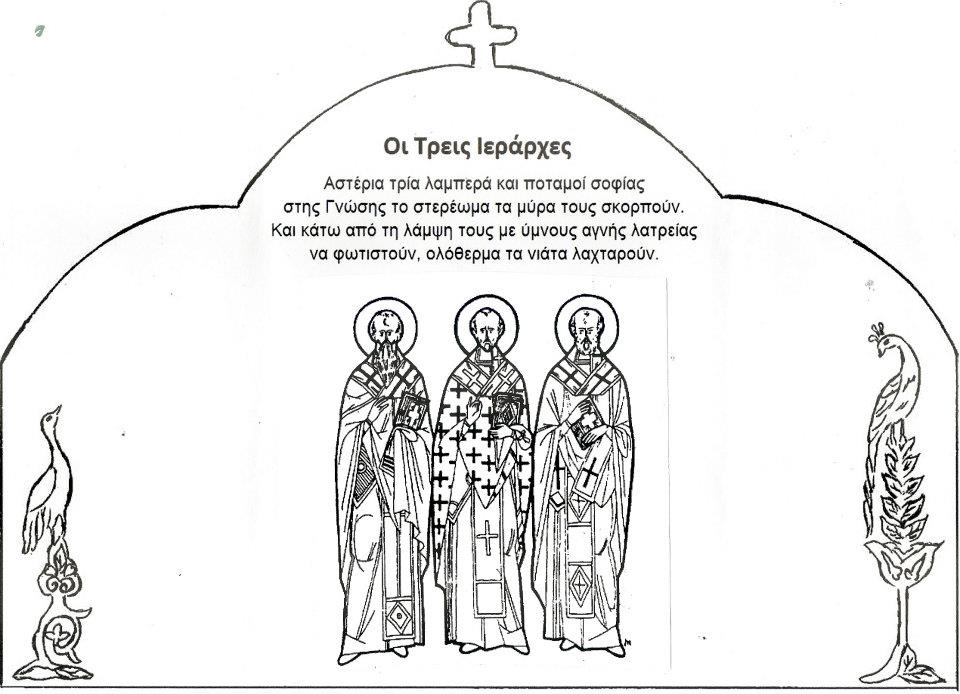 Οι Τρεις Ιεράρχες
Αστέρια τρία λαμπερά και ποταμοί σοφίας
στης Γνώσης το στερέωμα τα μύρα τους σκορπούν.
Και κάτω από τη λάμψη τους με ύμνους αγνής λατρείας
να φωτιστούν, ολόθερμα τα νιάτα λαχταρούν.